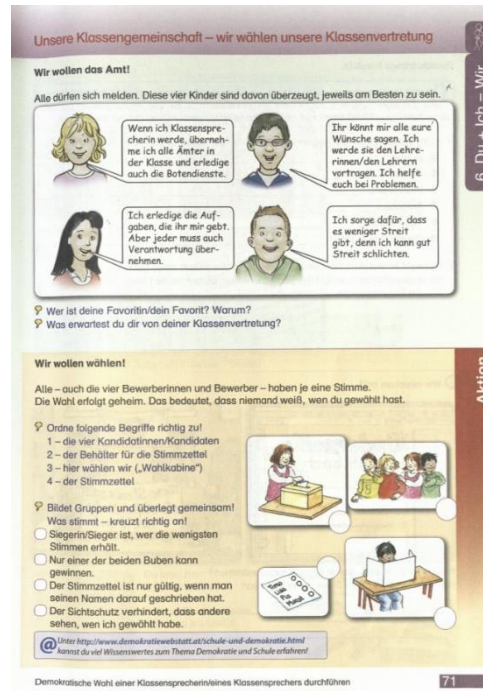 Unsere Klassengemeinschaft – wir wählen unsere Klassenvertretung
6. Du + Ich = Wir
Wir wollen das Amt!
Alle dürfen sich melden. Diese vier Kinder sind davon überzeugt, jeweils am Besten zu sein.
Wenn ich Klassenspre-
cherin werde, überneh-
me ich alle Ämter in
der Klasse und erledige
auch die Botendienste.
Ihr könnt mir alle eure
Wünsche sagen. Ich
werde sie den Lehre-
rinnen/den Lehrern
vortragen. Ich helfe
euch bei Problemen.
Ich erledige die Auf-
gaben, die ihr mir gebt.
Aber jeder muss auch
Verantwortung über-
nehmen.
Ich sorge dafür, dass
es weniger Streit
gibt, denn ich kann gut
Streit schlichten.
Wer ist deine Favoritin/dein Favorit? Warum?
Was erwartest du dir von deiner Klassenvertretung?
Aktion
Wir wollen wählen!
Alle – auch die vier Bewerberinnen und Bewerber – haben je eine Stimme.
Die Wahl erfolgt geheim. Das bedeutet, dass niemand weiß, wen du gewählt hast.
Ordne folgende Begriffe richtig zu!
1 – die vier Kandidatinnen/Kandidaten
2 – der Behälter für die Stimmzettel
3 – hier wählen wir („Wahlkabine“)
4 – der Stimmzettel
Bildet Gruppen und überlegt gemeinsam!
Was stimmt – kreuzt richtig an!
Siegerin/Sieger ist, wer die wenigsten
Stimmen erhält.
Nur einer der beiden Buben kann
gewinnen.
Der Stimmzettel ist nur gültig, wenn man
seinen Namen darauf geschrieben hat.
Der Sichtschutz verhindert, dass andere
sehen, wen ich gewählt habe.
@ Unter http://www.demokratiewebstatt.at/schule-und-demokratie.html
kannst du viel Wissenswertes zum Thema Demokratie und Schule erfahren!
Demokratische Wahl einer Klassensprecherin/eines Klassensprechers durchführen
71